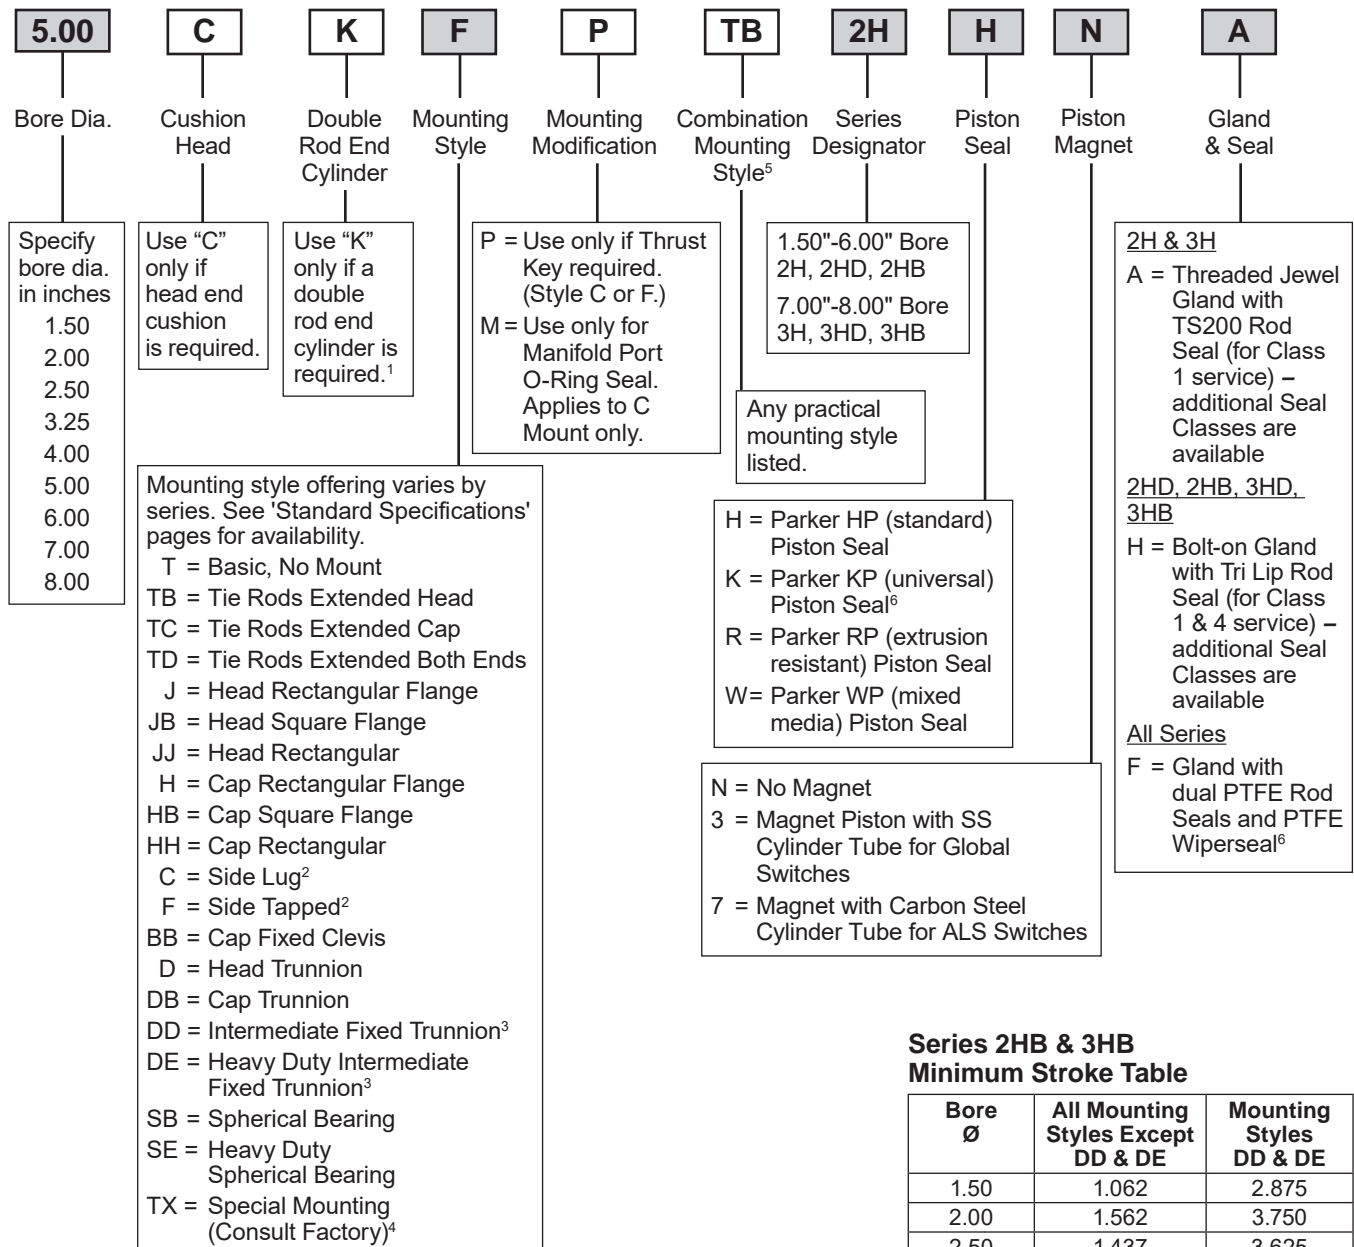 5.00 C K F P TB 2H H N A
Bore Dia.
Cushion
Head
Double
Rod End
Cylinder
Mounting
Style
Mounting
Modification
Combination
Mounting
Style5
Series
Designator
Piston
Seal
Piston
Magnet
Gland
& Seal
Specify
bore dia.
in inches
1.50
2.00
2.50
3.25
4.00
5.00
6.00
7.00
8.00
Use “C”
only if
head end
cushion
is required.
Use “K”
only if a
double
rod end
cylinder is
required.1
Mounting style offering varies by
series. See 'Standard Specifications'
pages for availability.
T = Basic, No Mount
TB = Tie Rods Extended Head
TC = Tie Rods Extended Cap
TD = Tie Rods Extended Both Ends
J = Head Rectangular Flange
JB = Head Square Flange
JJ = Head Rectangular
H = Cap Rectangular Flange
HB = Cap Square Flange
HH = Cap Rectangular
C = Side Lug2
F = Side Tapped2
BB = Cap Fixed Clevis
D = Head Trunnion
DB = Cap Trunnion
DD = Intermediate Fixed Trunnion3
DE = Heavy Duty Intermediate
Fixed Trunnion3
SB = Spherical Bearing
SE = Heavy Duty
Spherical Bearing
TX = Special Mounting
(Consult Factory)4
P = Use only if Thrust
Key required.
(Style C or F.)
M = Use only for
Manifold Port
O-Ring Seal.
Applies to C
Mount only.
Any practical
mounting style
listed.
1.50"-6.00" Bore
2H, 2HD, 2HB
7.00"-8.00" Bore
3H, 3HD, 3HB
H = Parker HP (standard)
Piston Seal
K = Parker KP (universal)
Piston Seal6
R = Parker RP (extrusion
resistant) Piston Seal
W= Parker WP (mixed
media) Piston Seal
N = No Magnet
3 = Magnet Piston with SS
Cylinder Tube for Global
Switches
7 = Magnet with Carbon Steel
Cylinder Tube for ALS Switches
2H & 3H
A = Threaded Jewel
Gland with
TS200 Rod
Seal (for Class
1 service) –
additional Seal
Classes are
available
2HD, 2HB, 3HD,
3HB
H = Bolt-on Gland
with Tri Lip Rod
Seal (for Class
1 & 4 service) –
additional Seal
Classes are
available
All Series
F = Gland with
dual PTFE Rod
Seals and PTFE
Wiperseal6
Series 2HB & 3HB
Minimum Stroke Table
Bore
Ø
All Mounting
Styles Except
DD & DE
Mounting
Styles
DD & DE
1.50 1.062 2.875
2.00 1.562 3.750
2.50 1.437 3.625